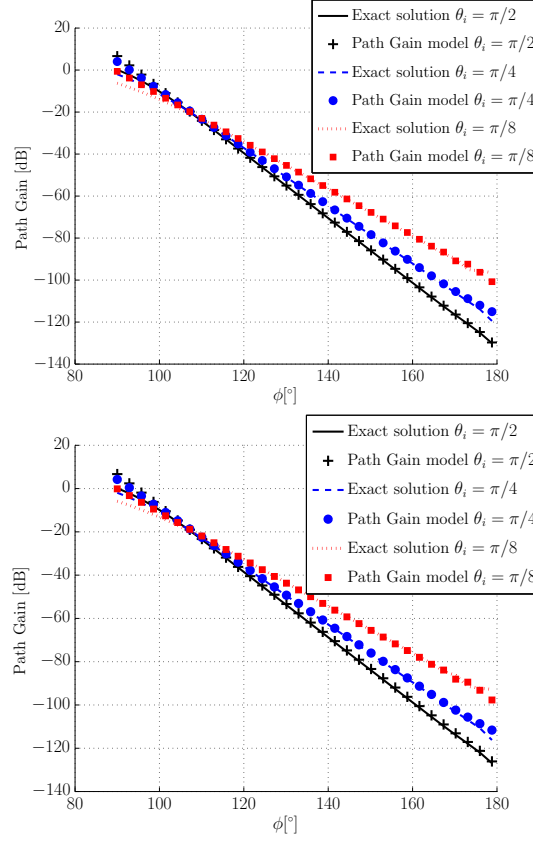 20
0
−20
−40
−60
−80
−100
−120
−140
80
100
120
140
160
180
Path Gain [dB]
ϕ[°]
Exact solution θi = π/2
Path Gain model θi = π/2
Exact solution θi = π/4
Path Gain model θi = π/4
Exact solution θi = π/8
Path Gain model θi = π/8
20
0
−20
−40
−60
−80
−100
−120
−140
80
100
120
140
160
180
Path Gain [dB]
ϕ[°]
Exact solution θi = π/2
Path Gain model θi = π/2
Exact solution θi = π/4
Path Gain model θi = π/4
Exact solution θi = π/8
Path Gain model θi = π/8